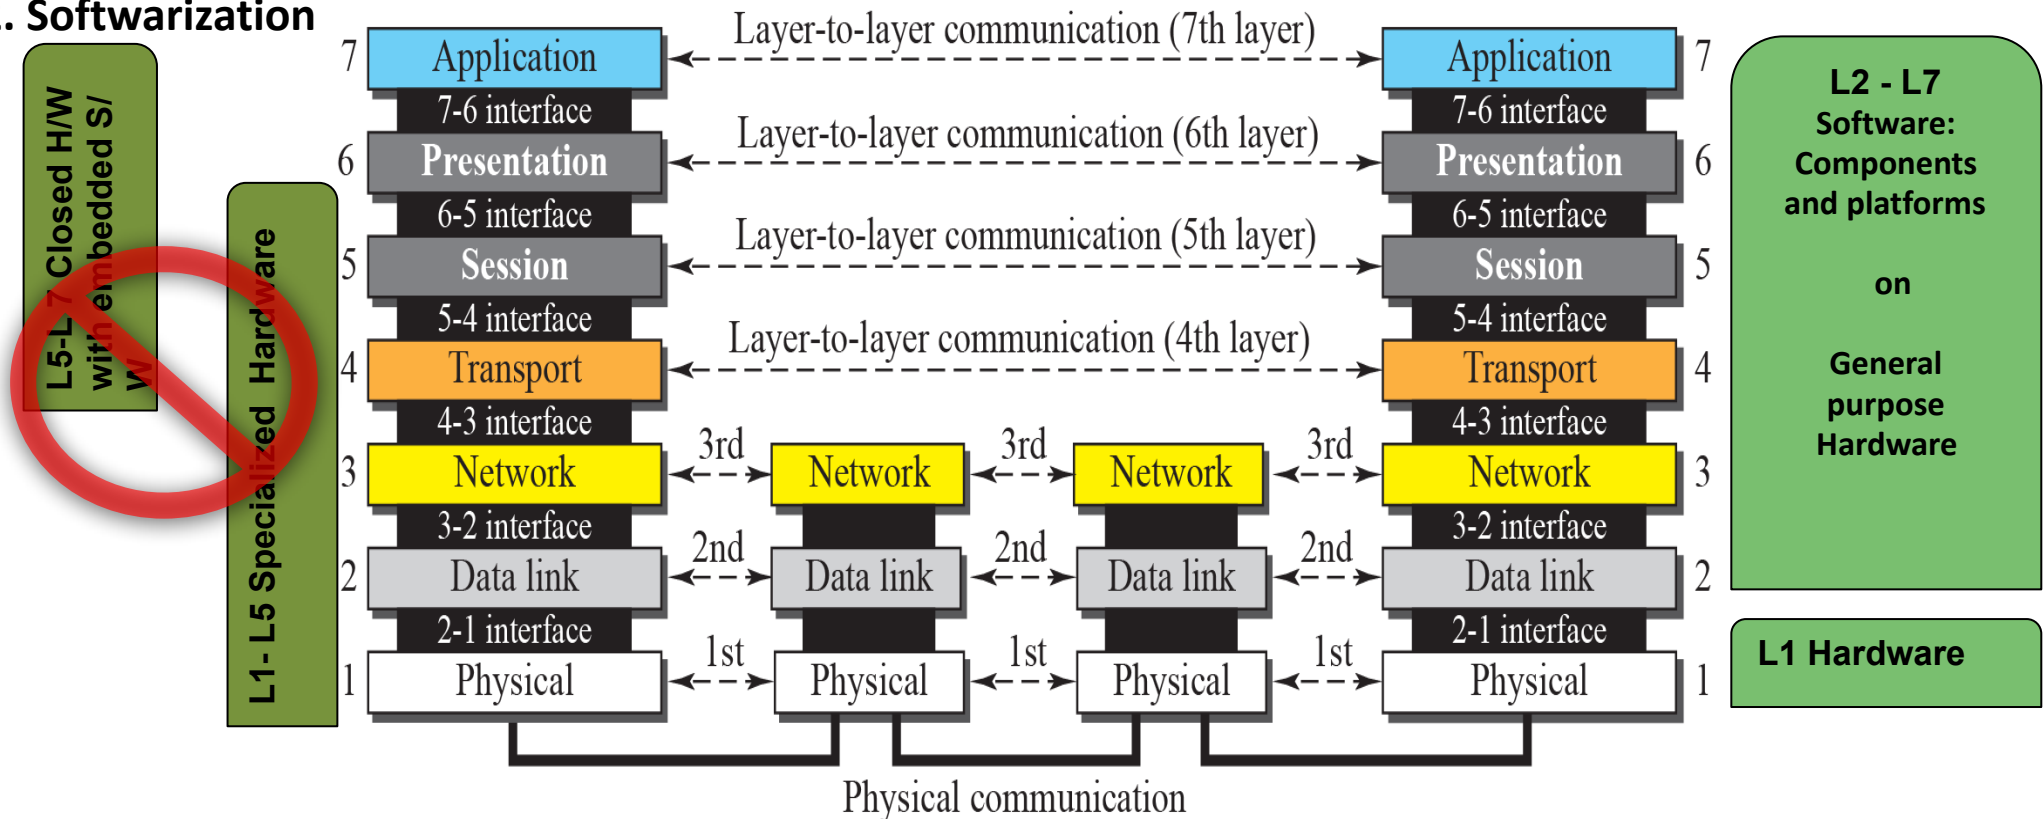 . Softwarization
L5-L7 Closed H/W
with embedded S/
W
L1- L5 Specialized Hardware
7 Application Layer-to-layer communication (7th layer) Application 7
7-6 interface 7-6 interface
6 Presentation Layer-to-layer communication (6th layer) Presentation 6
6-5 interface 6-5 interface
5 Session Layer-to-layer communication (5th layer) Session 5
5-4 interface 5-4 interface
4 Transport Layer-to-layer communication (4th layer) Transport 4
4-3 interface 4-3 interface
3 Network 3rd Network 3rd Network 3rd Network 3
3-2 interface 3-2 interface
2 Data link 2nd Data link 2nd Data link 2nd Data link 2
2-1 interface 2-1 interface
1 Physical 1st Physical 1st Physical 1st Physical 1
Physical communication
L2 - L7
Software:
Components
and platforms
on
General
purpose
Hardware
L1 Hardware